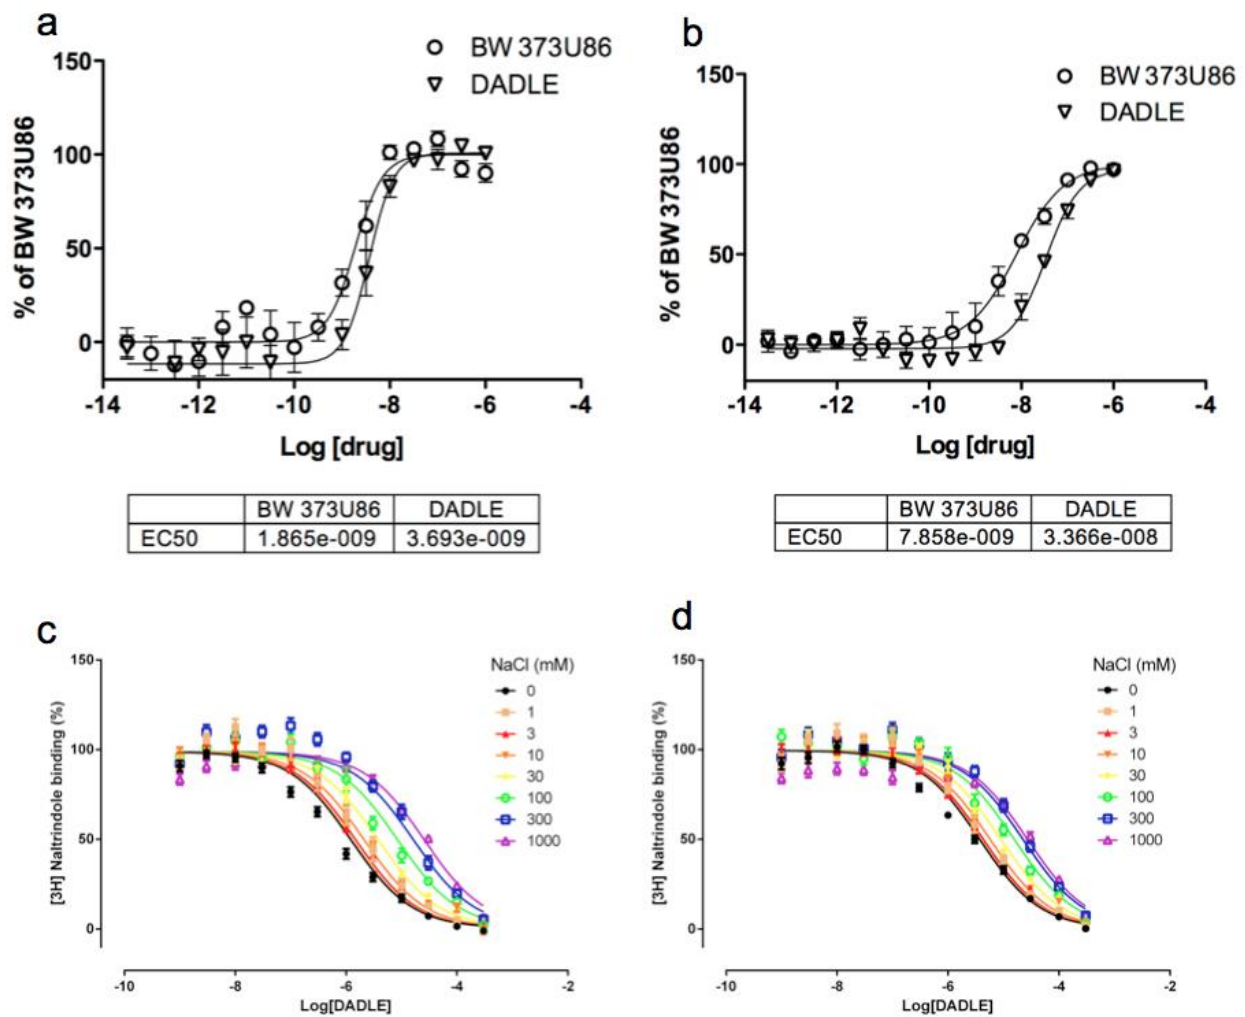 a
BW 373U86
DADLE
150
100
50
0
% of BW 373U86
-14 -12 -10 -8 -6 -4
Log [drug]
BW 373U86 DADLE
EC50 1.865e-009 3.693e-009
b
BW 373U86
DADLE
150
100
50
0
% of BW 373U86
-14 -12 -10 -8 -6 -4
Log [drug]
BW 373U86 DADLE
EC50 7.858e-009 3.366e-008
c
NaCl (mM)
0
1
3
10
30
100
300
1000
150
100
50
0
[3H] Naltrindole binding (%)
-10 -8 -6 -4 -2
Log[DADLE]
d
NaCl (mM)
0
1
3
10
30
100
300
1000
150
100
50
0
[3H] Naltrindole binding (%)
-10 -8 -6 -4 -2
Log[DADLE]